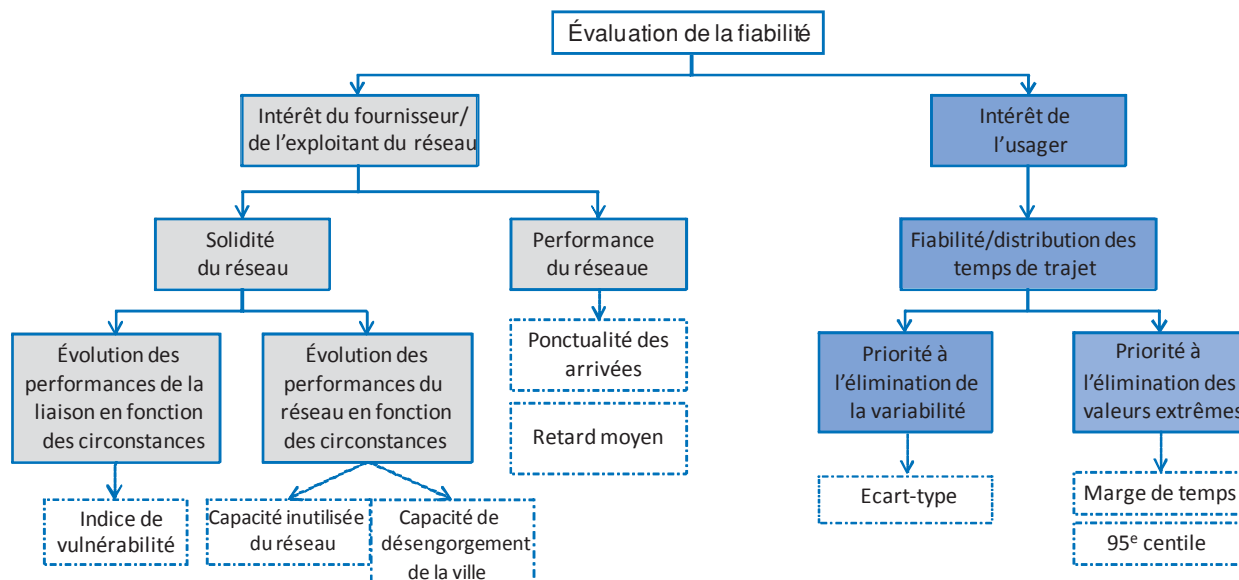 Évaluation de la fiabilité
Intérêt du fournisseur/
de l’exploitant du réseau
Intérêt de
l’usager
Solidité
du réseau
Performance
du réseaue
Fiabilité/distribution des
temps de trajet
Évolution des
performances de la
liaison en fonction
des circonstances
Évolution des
performances du
réseau en fonction
des circonstances
Ponctualité des
arrivées
Retard moyen
Priorité à
l’élimination de
la variabilité
Priorité à
l’élimination des
valeurs extrêmes
Indice de
vulnérabilité
Capacité inutilisée
du réseau
Capacité de
désengorgement
de la ville
Ecart-type
Marge de temps
95e centile